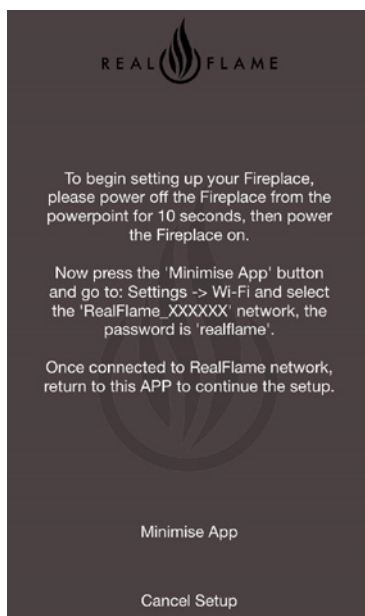 REAL FLAME
To begin setting up your Fireplace,
please power off the Fireplace from the
powerpoint for 10 seconds, then power
the Fireplace on.
Now press the 'Minimise App' button
and go to: Settings -> Wi-Fi and select
the 'RealFlame_XXXXXX' network, the
password is 'realflame'.
Once connected to RealFlame network,
return to this APP to continue the setup.
Minimise App
Cancel Setup